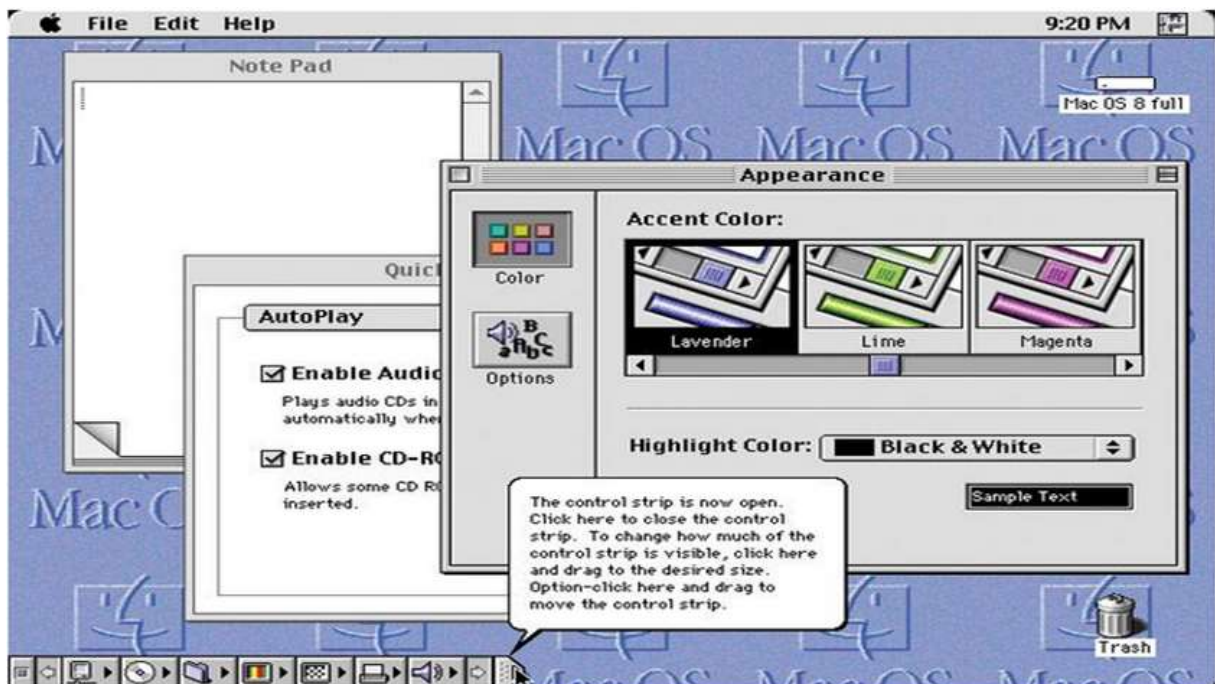 File Edit Help 9:20 PM
Note Pad
Mac OS 8 full
Mac OS Mac OS Mac OS
Appearance
Accent Color:
Color
Lavender Lime Magenta
Options
Highlight Color: Black & White
Sample Text
AutoPlay
Enable Audio
Plays audio CDs in
automatically
Enable
Allows some CD
inserted.
The control strip is now open.
Click here to close the control
strip. To change how much of the
control strip is visible, click here
and drag to the desired size.
Option-click here and drag to
move the control strip.
Mac
Trash
Mac OS Mac OS